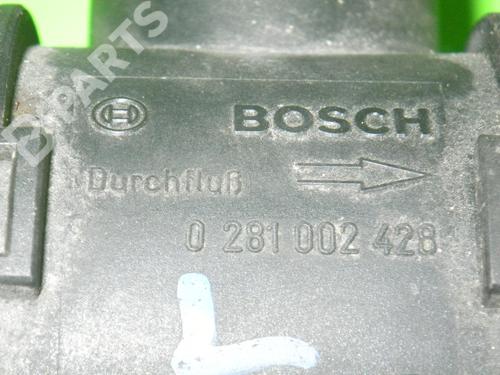 B-PARTS
BOSCH
Durchfluß
0 281 002 428